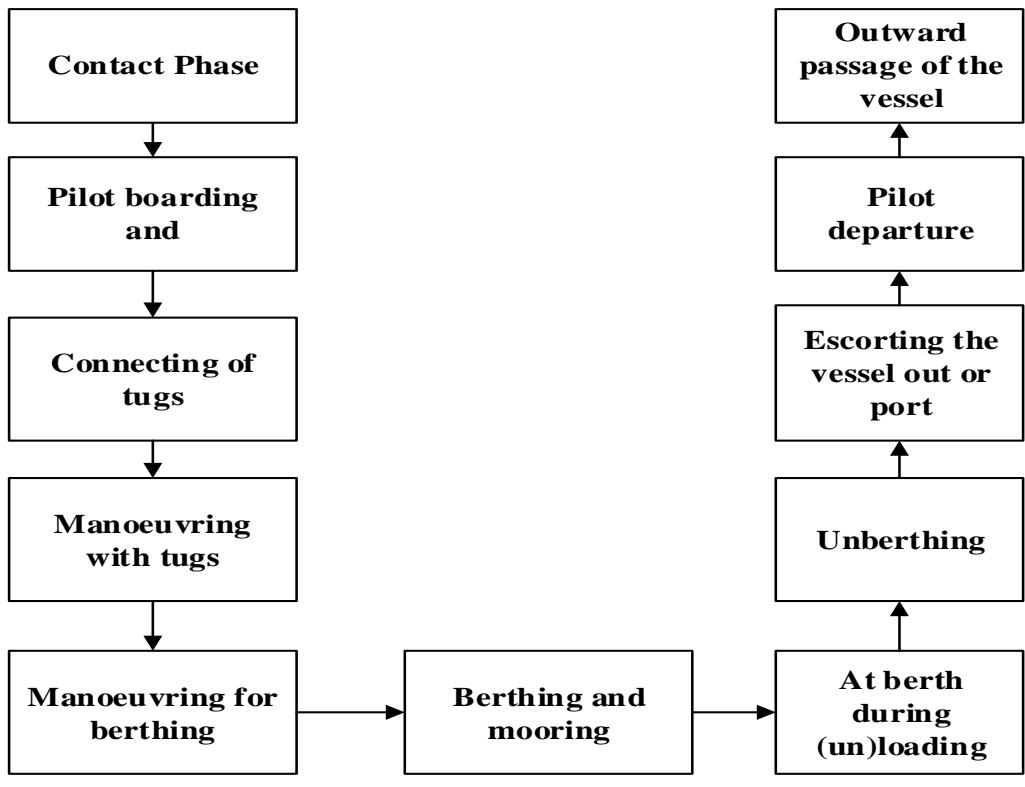 Contact Phase
Pilot boarding
and
Connecting of
tugs
Manoeuvring
with tugs
Manoeuvring for
berthing
Berthing and
mooring
At berth
during
(un)loading
Unberthing
Escorting the
vessel out or
port
Pilot
departure
Outward
passage of the
vessel